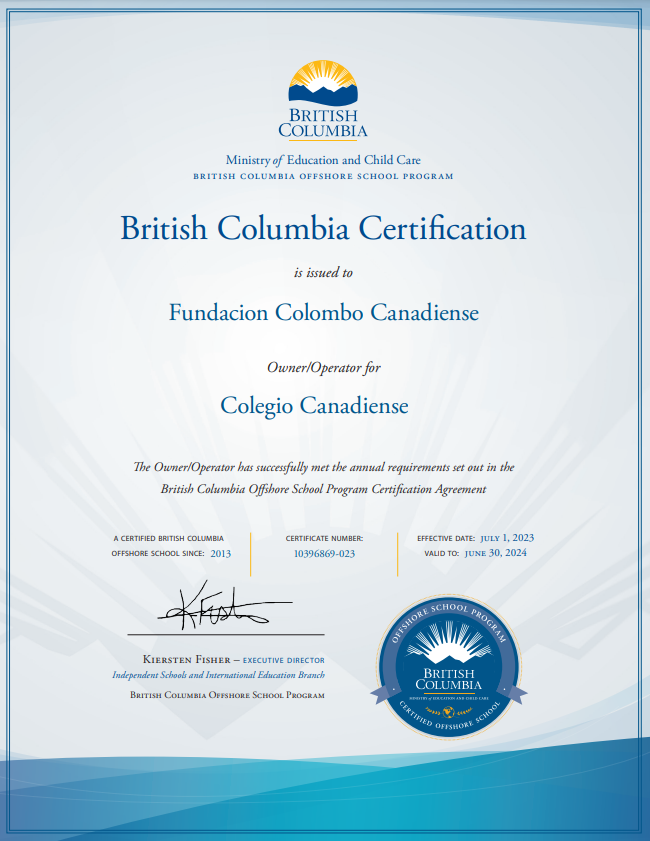 BRITISH
COLUMBIA
Ministry of Education and Child Care
BRITISH COLUMBIA OFFSHORE SCHOOL PROGRAM
British Columbia Certification
is issued to
Fundacion Colombo Canadiense
Owner/Operator for
Colegio Canadiense
The Owner/Operator has successfully met the annual requirements set out in the
British Columbia Offshore School Program Certification Agreement
A CERTIFIED BRITISH COLUMBIA
OFFSHORE SCHOOL SINCE: 2013
CERTIFICATE NUMBER:
10396869-023
EFFECTIVE DATE: JULY 1, 2023
VALID TO: JUNE 30, 2024
KIERSTEN FISHER – EXECUTIVE DIRECTOR
Independent Schools and International Education Branch
BRITISH COLUMBIA OFFSHORE SCHOOL PROGRAM
OFFSHORE SCHOOL PROGRAM
BRITISH
COLUMBIA
MINISTRY of EDUCATION AND CHILD CARE
CERTIFIED OFFSHORE SCHOOL